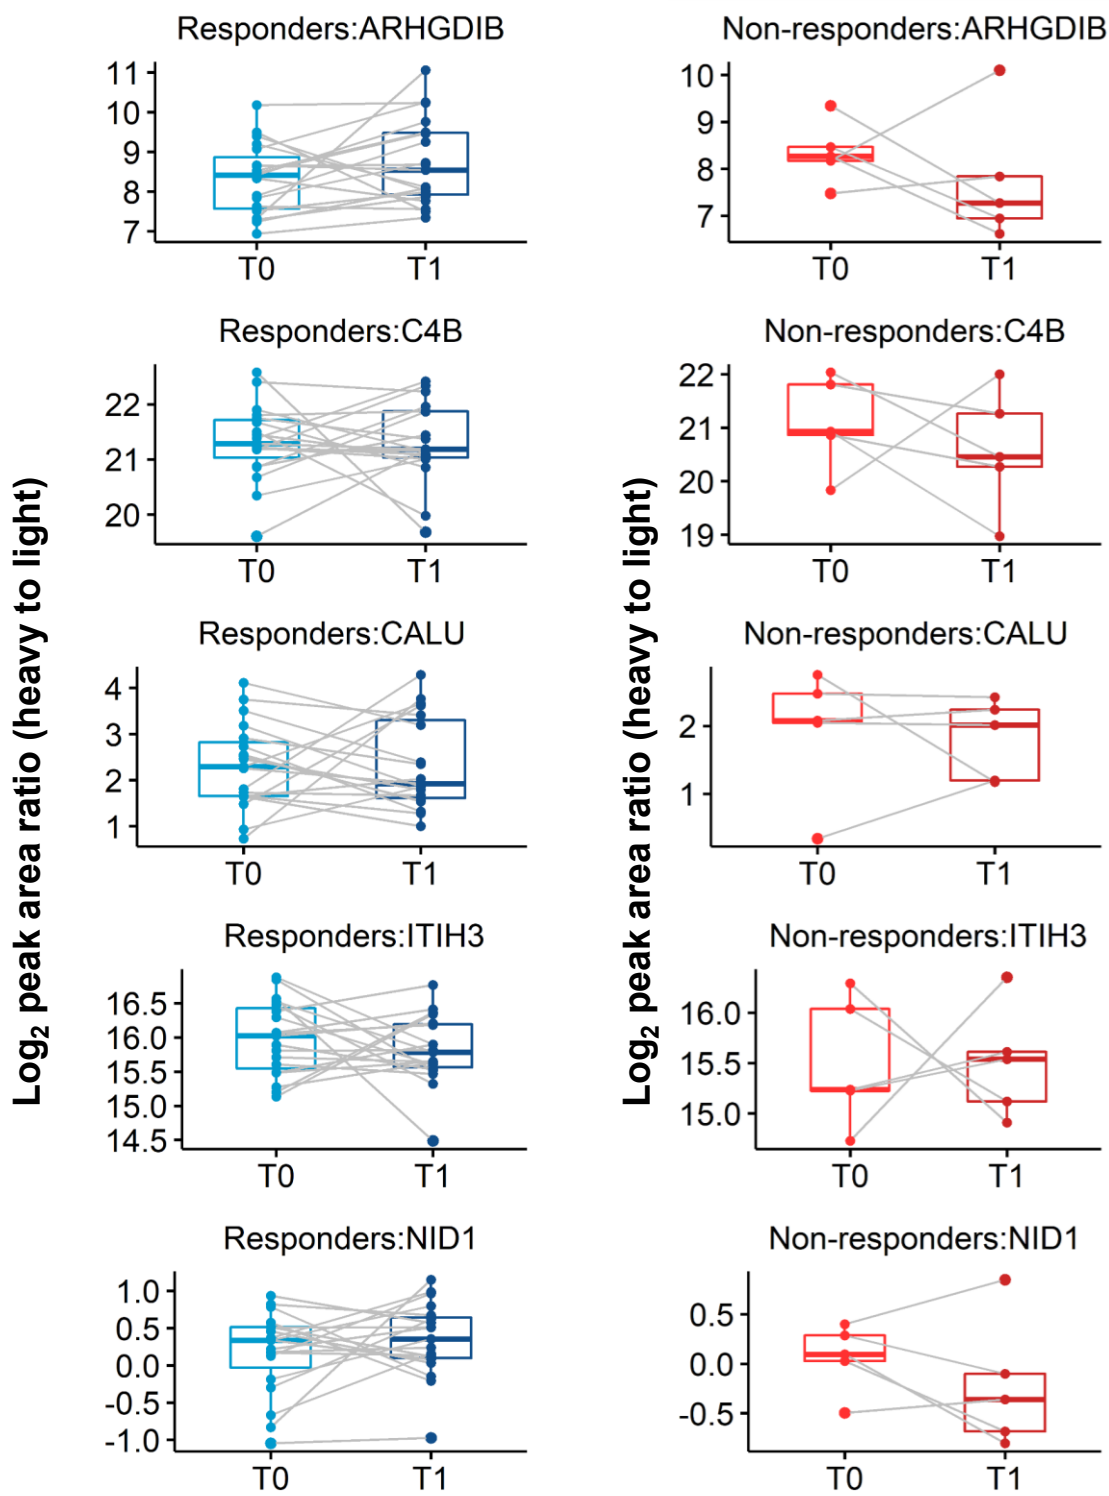 Responders:ARHGDIB
11
10
9
8
7
T0 T1
Non-responders:ARHGDIB
10
9
8
7
T0 T1
Responders:C4B
22
21
20
T0 T1
Non-responders:C4B
22
21
20
19
T0 T1
Log2 peak area ratio (heavy to light)
Log2 peak area ratio (heavy to light)
Responders:CALU
4
3
2
1
T0 T1
Non-responders:CALU
2
1
T0 T1
Responders:ITIH3
16.5
16.0
15.5
15.0
14.5
T0 T1
Non-responders:ITIH3
16.0
15.5
15.0
T0 T1
Responders:NID1
1.0
0.5
0.0
-0.5
-1.0
T0 T1
Non-responders:NID1
0.5
0.0
-0.5
T0 T1